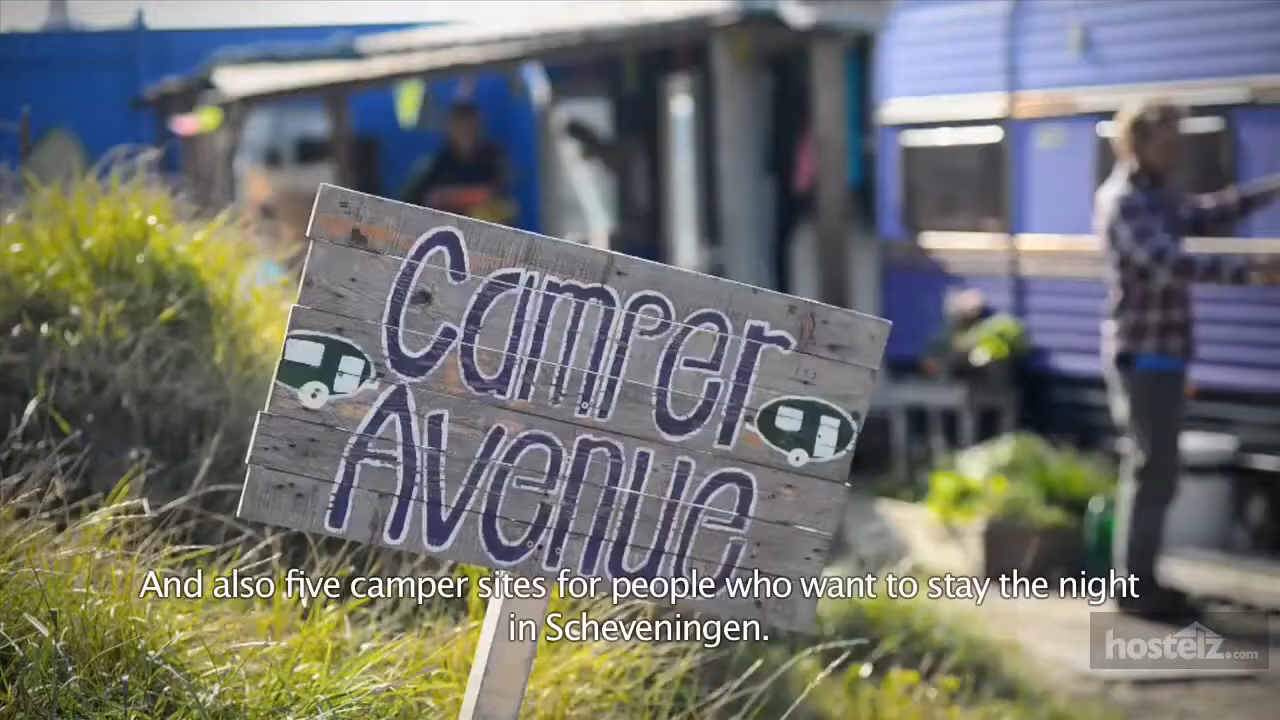 Camper
Avenue
And also five camper sites for people who want to stay the night
in Scheveningen.
hostelz.com